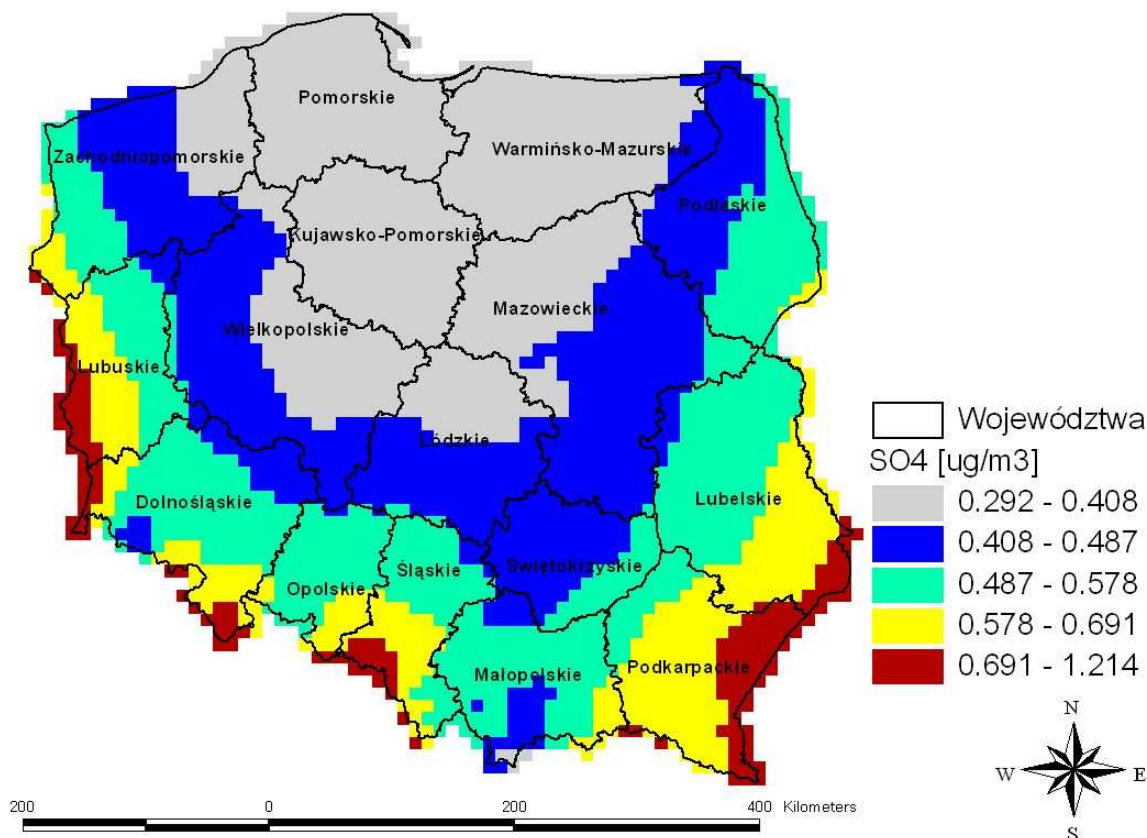 Pomorskie
Zachodniopomorskie
Warmińsko-Mazurskie
Podlaskie
Kujawsko-Pomorskie
Mazowieckie
Wielkopolskie
Lubuskie
Łódzkie
Dolnośląskie
Lubelskie
Opolskie
Śląskie
Świętokrzyskie
Małopolskie
Podkarpackie
Województwa
SO4 [ug/m3]
0.292 - 0.408
0.408 - 0.487
0.487 - 0.578
0.578 - 0.691
0.691 - 1.214
N
W
E
S
200 0 200 400 Kilometers